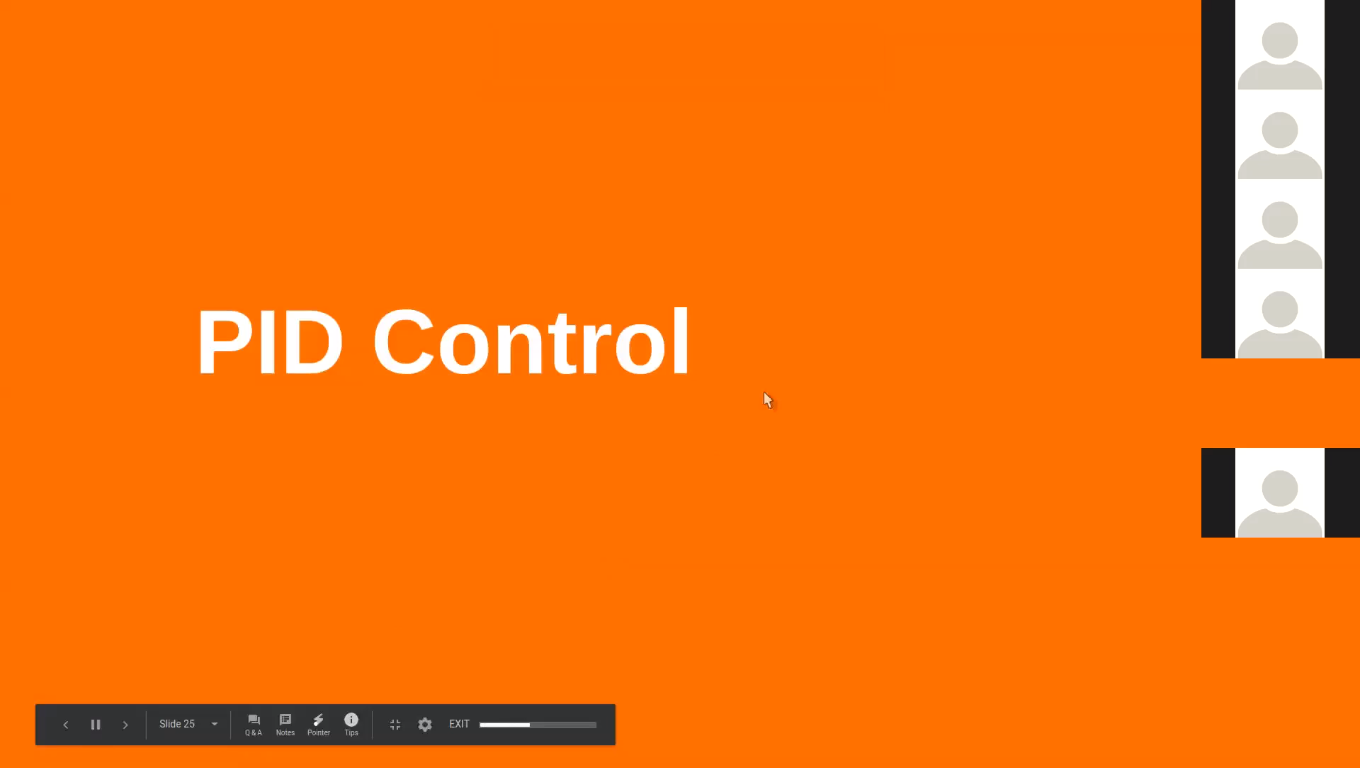 PID Control
Slide 25
Q & A
Notes
Pointer
Tips
EXIT